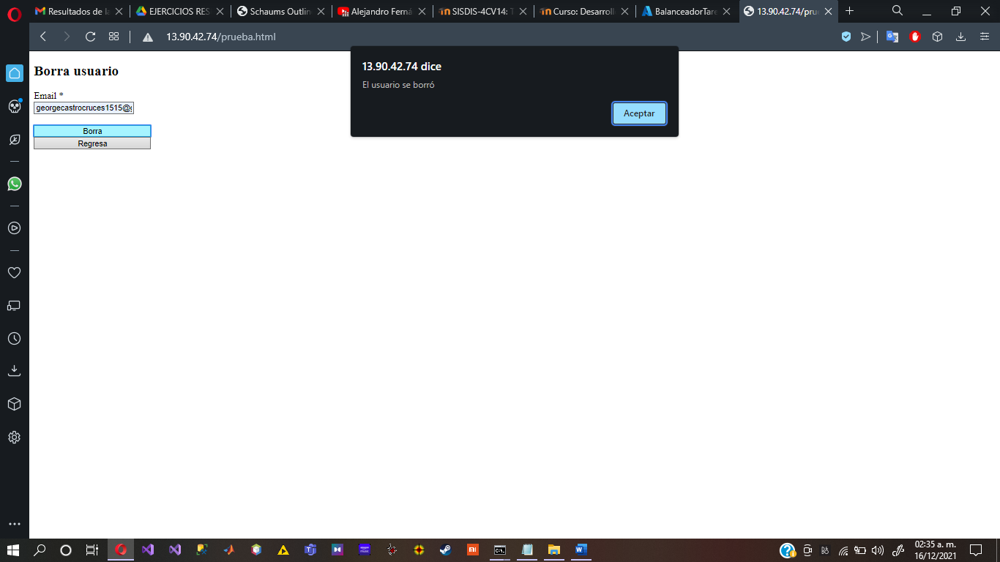 Resultados de la
EJERCICIOS RES
Schaums Outlin
Alejandro Ferná
SISDIS-4CV14: T
Curso: Desarroll
BalanceadorTare
13.90.42.74/pru
13.90.42.74/prueba.html
13.90.42.74 dice
El usuario se borró
Aceptar
Borra usuario
Email *
georgecastrocruces1515@
Borra
Regresa
02:35 a. m.
16/12/2021